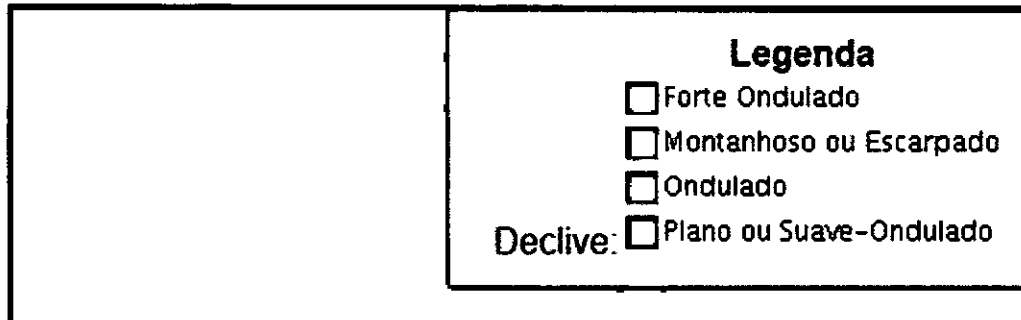 Legenda
Forte Ondulado
Montanhoso ou Escarpado
Ondulado
Declive: Plano ou Suave-Ondulado